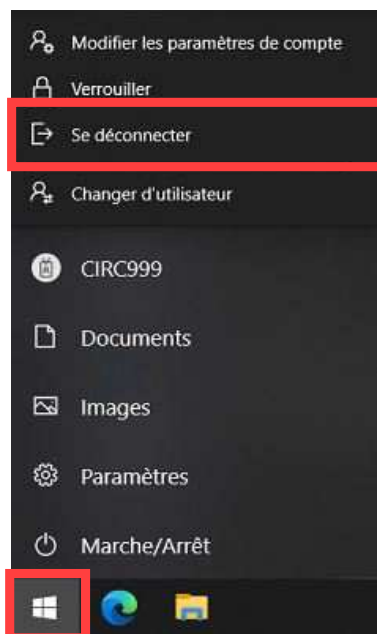 Modifier les paramètres de compte
Verrouiller
Se déconnecter
Changer d'utilisateur
CIRC999
Documents
Images
Paramètres
Marche/Arrêt